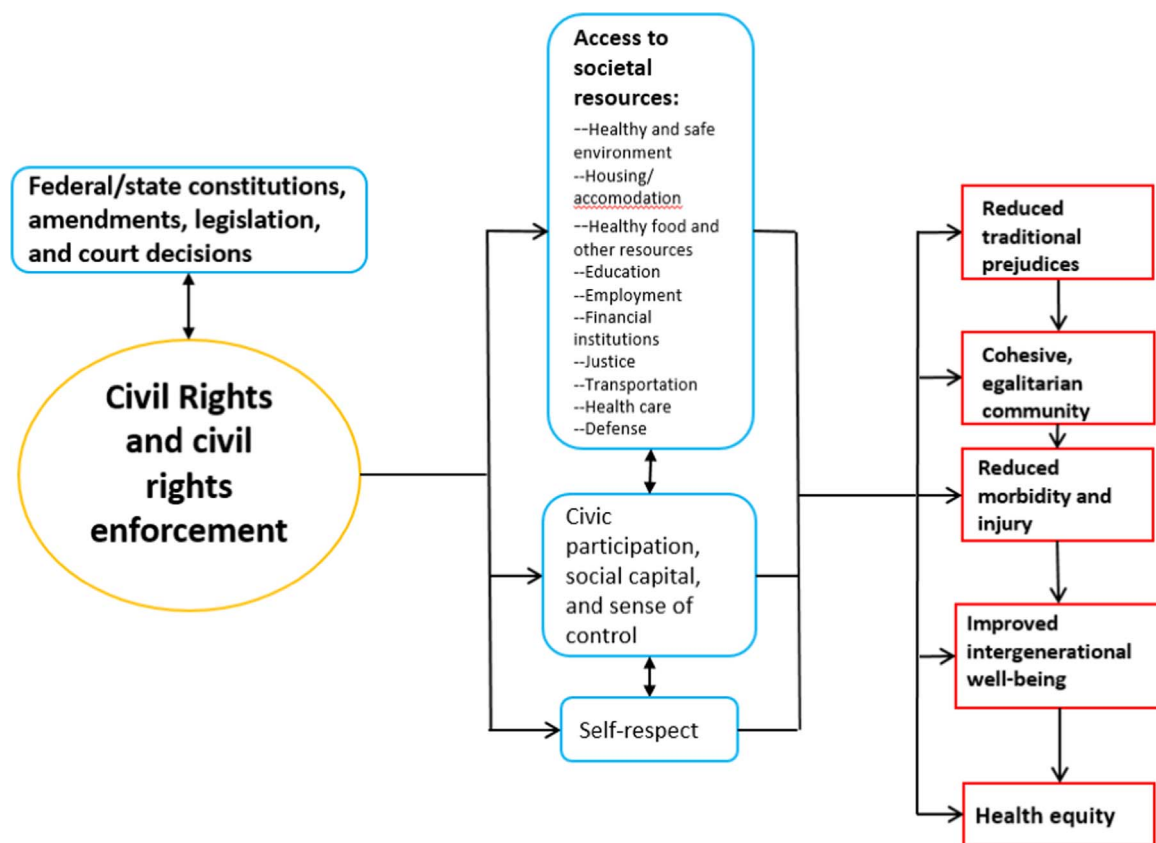 Federal/state constitutions,
amendments, legislation,
and court decisions
Civil Rights
and civil
rights
enforcement
Access to
societal
resources:
--Healthy and safe
environment
--Housing/
accomodation
--Healthy food and
other resources
--Education
--Employment
--Financial
institutions
--Justice
--Transportation
--Health care
--Defense
Civic
participation,
social capital,
and sense of
control
Self-respect
Reduced
traditional
prejudices
Cohesive,
egalitarian
community
Reduced
morbidity and
injury
Improved
intergenerational
well-being
Health equity